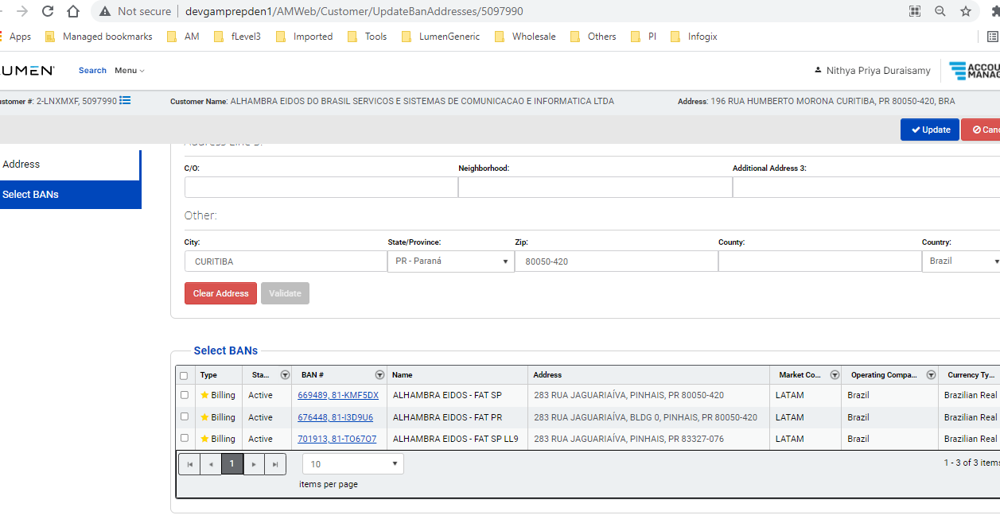 Not secure devgamprepden1/AMWeb/Customer/UpdateBanAddresses/5097990
Apps Managed bookmarks AM fLevel3 Imported Tools LumenGeneric Wholesale Others PI Infogix
UMEN Search Menu Nithya Priya Duraisamy ACCOU
MANAG
stomer #: 2-LNXMXF, 5097990 Customer Name: ALHAMBRA EIDOS DO BRASIL SERVICOS E SISTEMAS DE COMUNICACAO E INFORMATICA LTDA Address: 196 RUA HUMBERTO MORONA CURITIBA, PR 80050-420, BRA
Update Canc
Address
Select BANs
C/O: Neighborhood: Additional Address 3:
Other:
City: State/Province: Zip: County: Country:
CURITIBA PR - Paraná 80050-420 Brazil
Clear Address Validate
Select BANs
Type Sta... BAN # Name Address Market Co... Operating Compa... Currency Ty...
Billing Active 669489, 81-KMF5DX ALHAMBRA EIDOS - FAT SP 283 RUA JAGUARIAÍVA, PINHAIS, PR 80050-420 LATAM Brazil Brazilian Real
Billing Active 676448, 81-I3D9U6 ALHAMBRA EIDOS - FAT PR 283 RUA JAGUARIAÍVA, BLDG 0, PINHAIS, PR 80050-420 LATAM Brazil Brazilian Real
Billing Active 701913, 81-TO67O7 ALHAMBRA EIDOS - FAT SP LL9 283 RUA JAGUARIAÍVA, PINHAIS, PR 83327-076 LATAM Brazil Brazilian Real
1 10 1 - 3 of 3 items
items per page